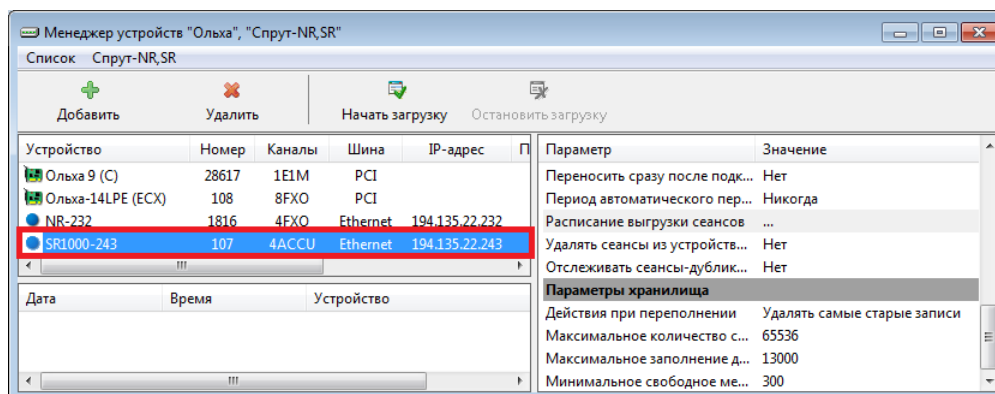 Менеджер устройств "Ольха", "Спрут-NR,SR"
Список Спрут-NR,SR
Добавить Удалить Начать загрузку Остановить загрузку
Устройство Номер Каналы Шина IP-адрес П
Ольха 9 (C) 28617 1E1M PCI
Ольха-14LPE (ECX) 108 8FXO PCI
NR-232 1816 4FXO Ethernet 194.135.22.232
SR1000-243 107 4ACCU Ethernet 194.135.22.243
Дата Время Устройство
Параметр Значение
Переносить сразу после подк... Нет
Период автоматического пер... Никогда
Расписание выгрузки сеансов ...
Удалять сеансы из устройств... Нет
Отслеживать сеансы-дублик... Нет
Параметры хранилища
Действия при переполнении Удалять самые старые записи
Максимальное количество с... 65536
Максимальное заполнение д... 13000
Минимальное свободное ме... 300